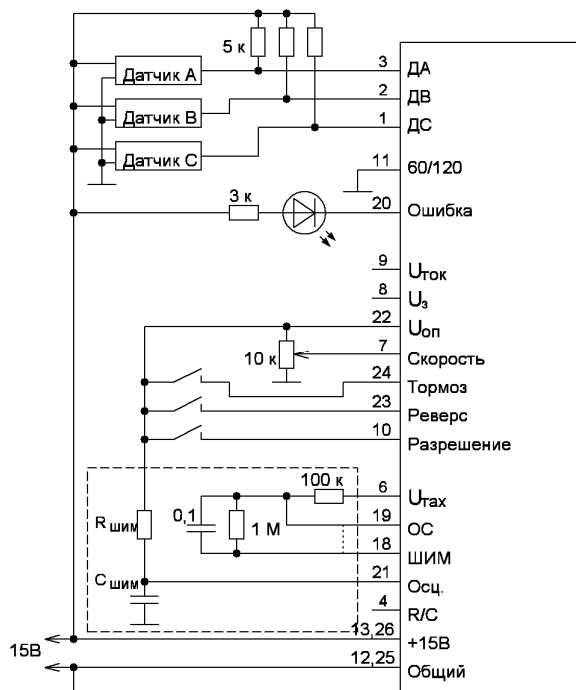 5 к
Датчик А
3
ДА
Датчик В
2
ДВ
Датчик С
1
ДС
11
60/120
3 к
20
Ошибка
9
Uток
8
Uз
22
Uоп
10 к
7
Скорость
24
Тормоз
23
Реверс
10
Разрешение
100 к
6
Uтах
Rшим
0,1
1 М
19
ОС
18
ШИМ
Сшим
21
Осц.
4
R/C
15В
13,26
+15В
12,25
Общий